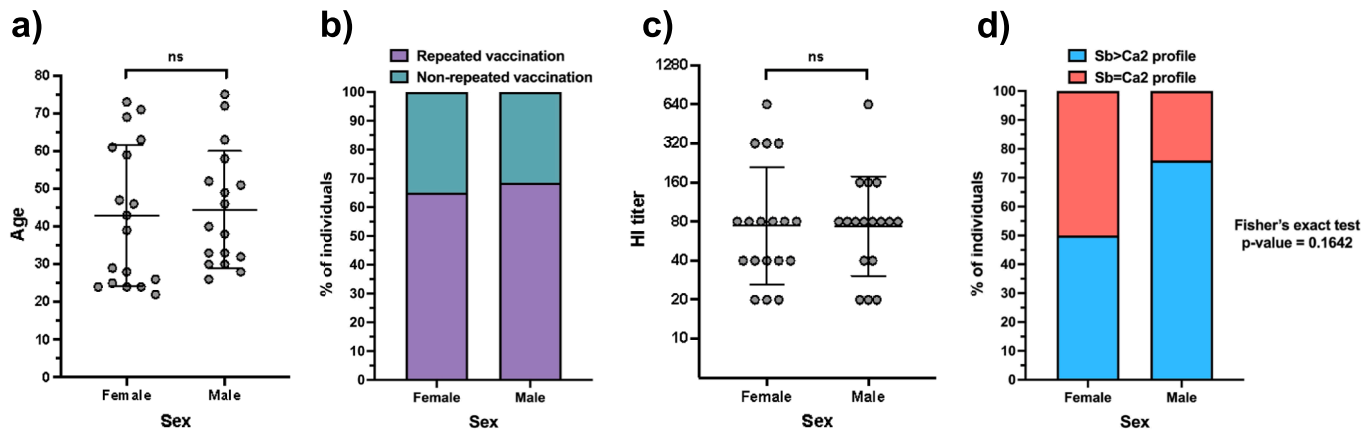 a)
ns
Age
80
70
60
50
40
30
20
10
0
Female
Male
Sex
b)
Repeated vaccination
Non-repeated vaccination
% of individuals
100
90
80
70
60
50
40
30
20
10
0
Female
Male
Sex
c)
ns
HI titer
1280
640
320
160
80
40
20
10
Female
Male
Sex
d)
Sb>Ca2 profile
Sb=Ca2 profile
% of individuals
100
90
80
70
60
50
40
30
20
10
0
Female
Male
Sex
Fisher's exact test
p-value = 0.1642